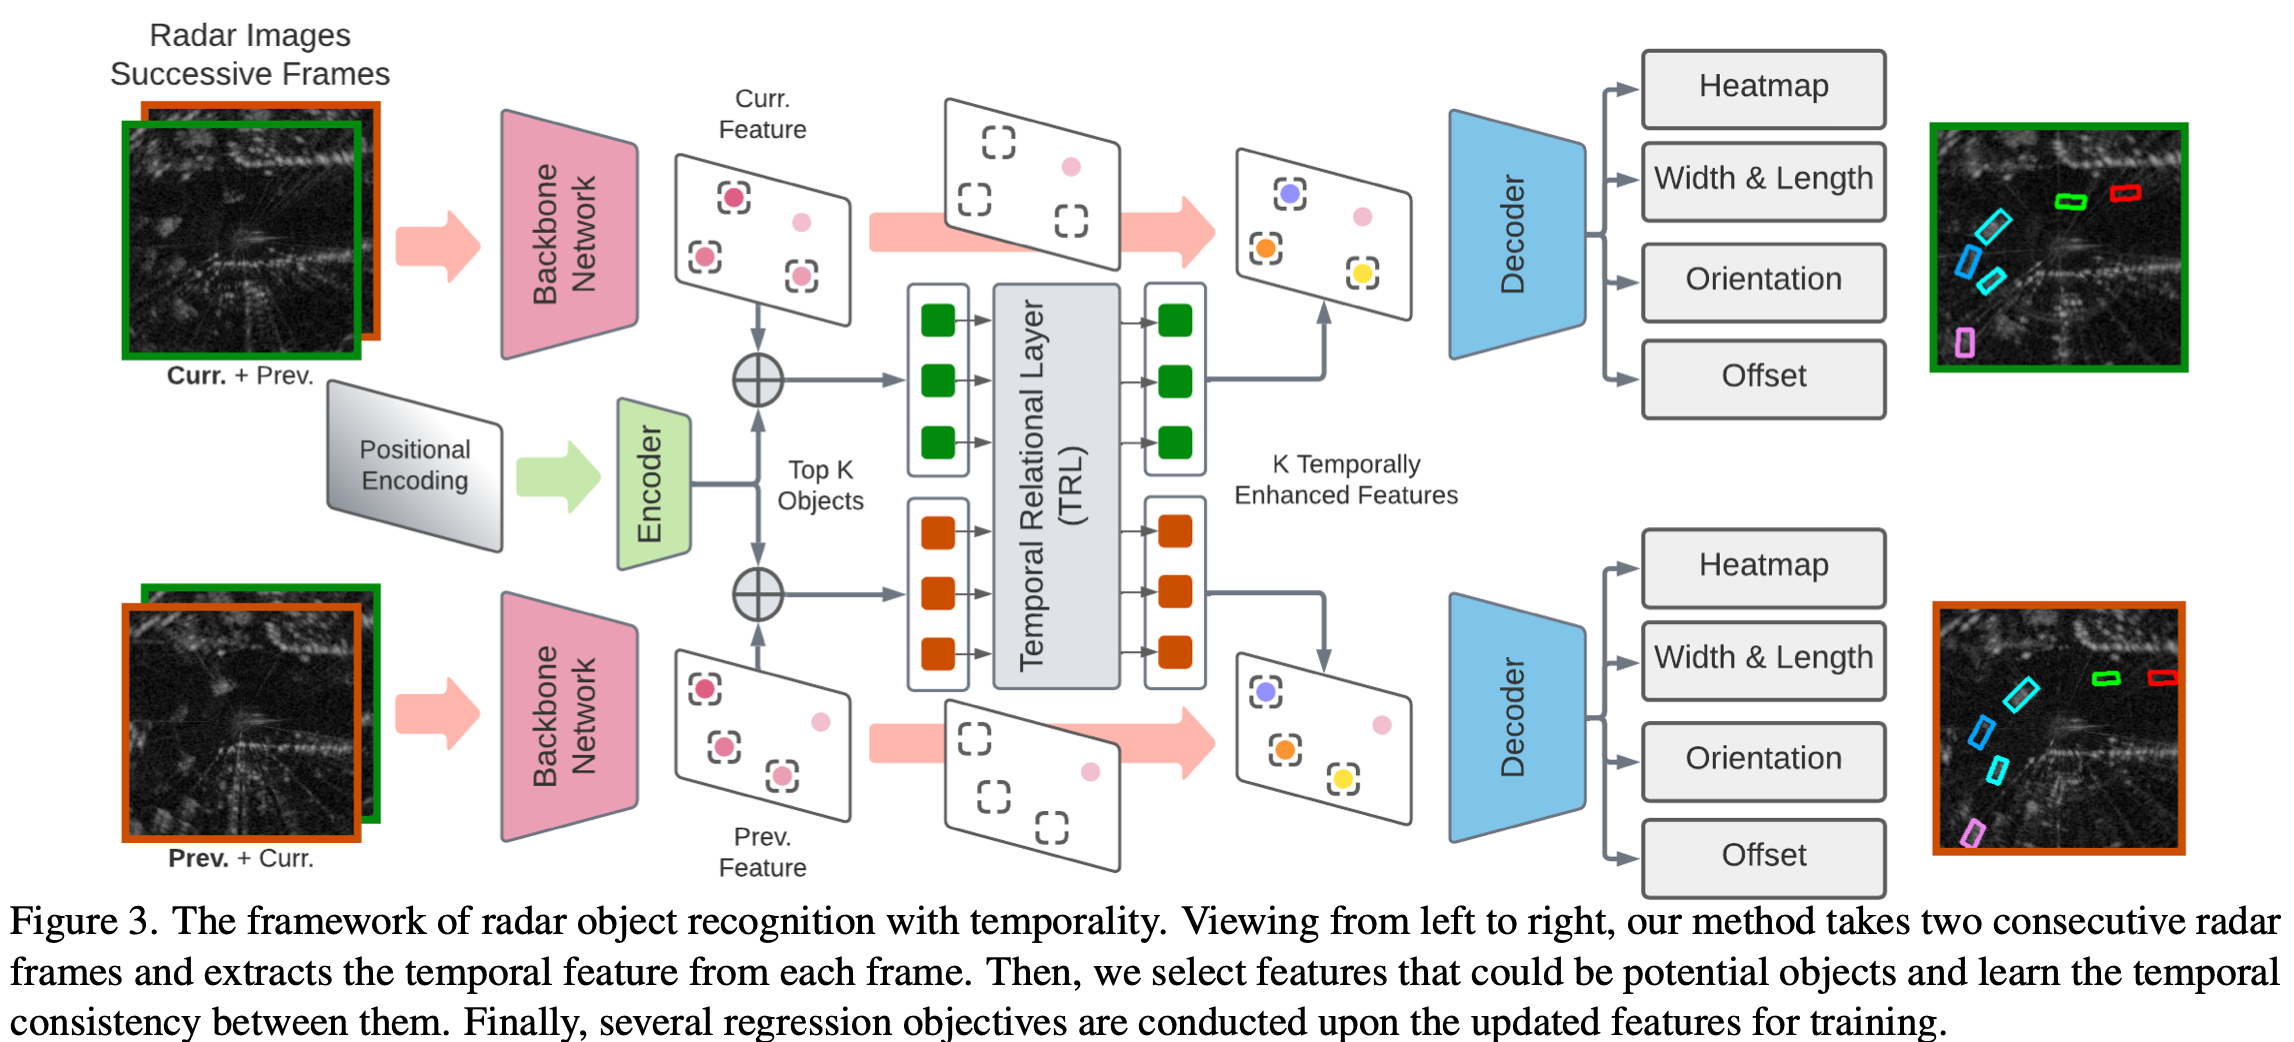 Radar Images
Successive Frames
Curr. + Prev.
Backbone
Network
Curr.
Feature
Positional
Encoding
Encoder
Top K
Objects
Temporal Relational Layer
(TRL)
K Temporally
Enhanced Features
Decoder
Heatmap
Width & Length
Orientation
Offset
Prev. + Curr.
Backbone
Network
Prev.
Feature
Decoder
Heatmap
Width & Length
Orientation
Offset
Figure 3. The framework of radar object recognition with temporality. Viewing from left to right, our method takes two consecutive radar
frames and extracts the temporal feature from each frame. Then, we select features that could be potential objects and learn the temporal
consistency between them. Finally, several regression objectives are conducted upon the updated features for training.